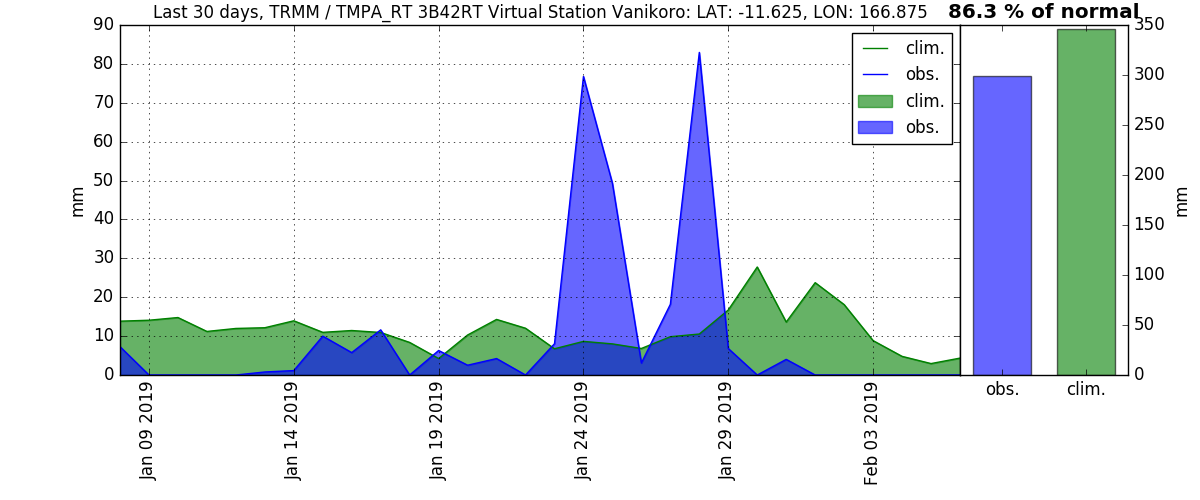 Last 30 days, TRMM / TMPA_RT 3B42RT Virtual Station Vanikoro: LAT: -11.625, LON: 166.875
86.3 % of normal
90
80
70
60
50
40
30
20
10
0
mm
clim.
obs.
clim.
obs.
Jan 09 2019
Jan 14 2019
Jan 19 2019
Jan 24 2019
Jan 29 2019
Feb 03 2019
350
300
250
200
150
100
50
0
mm
obs.
clim.